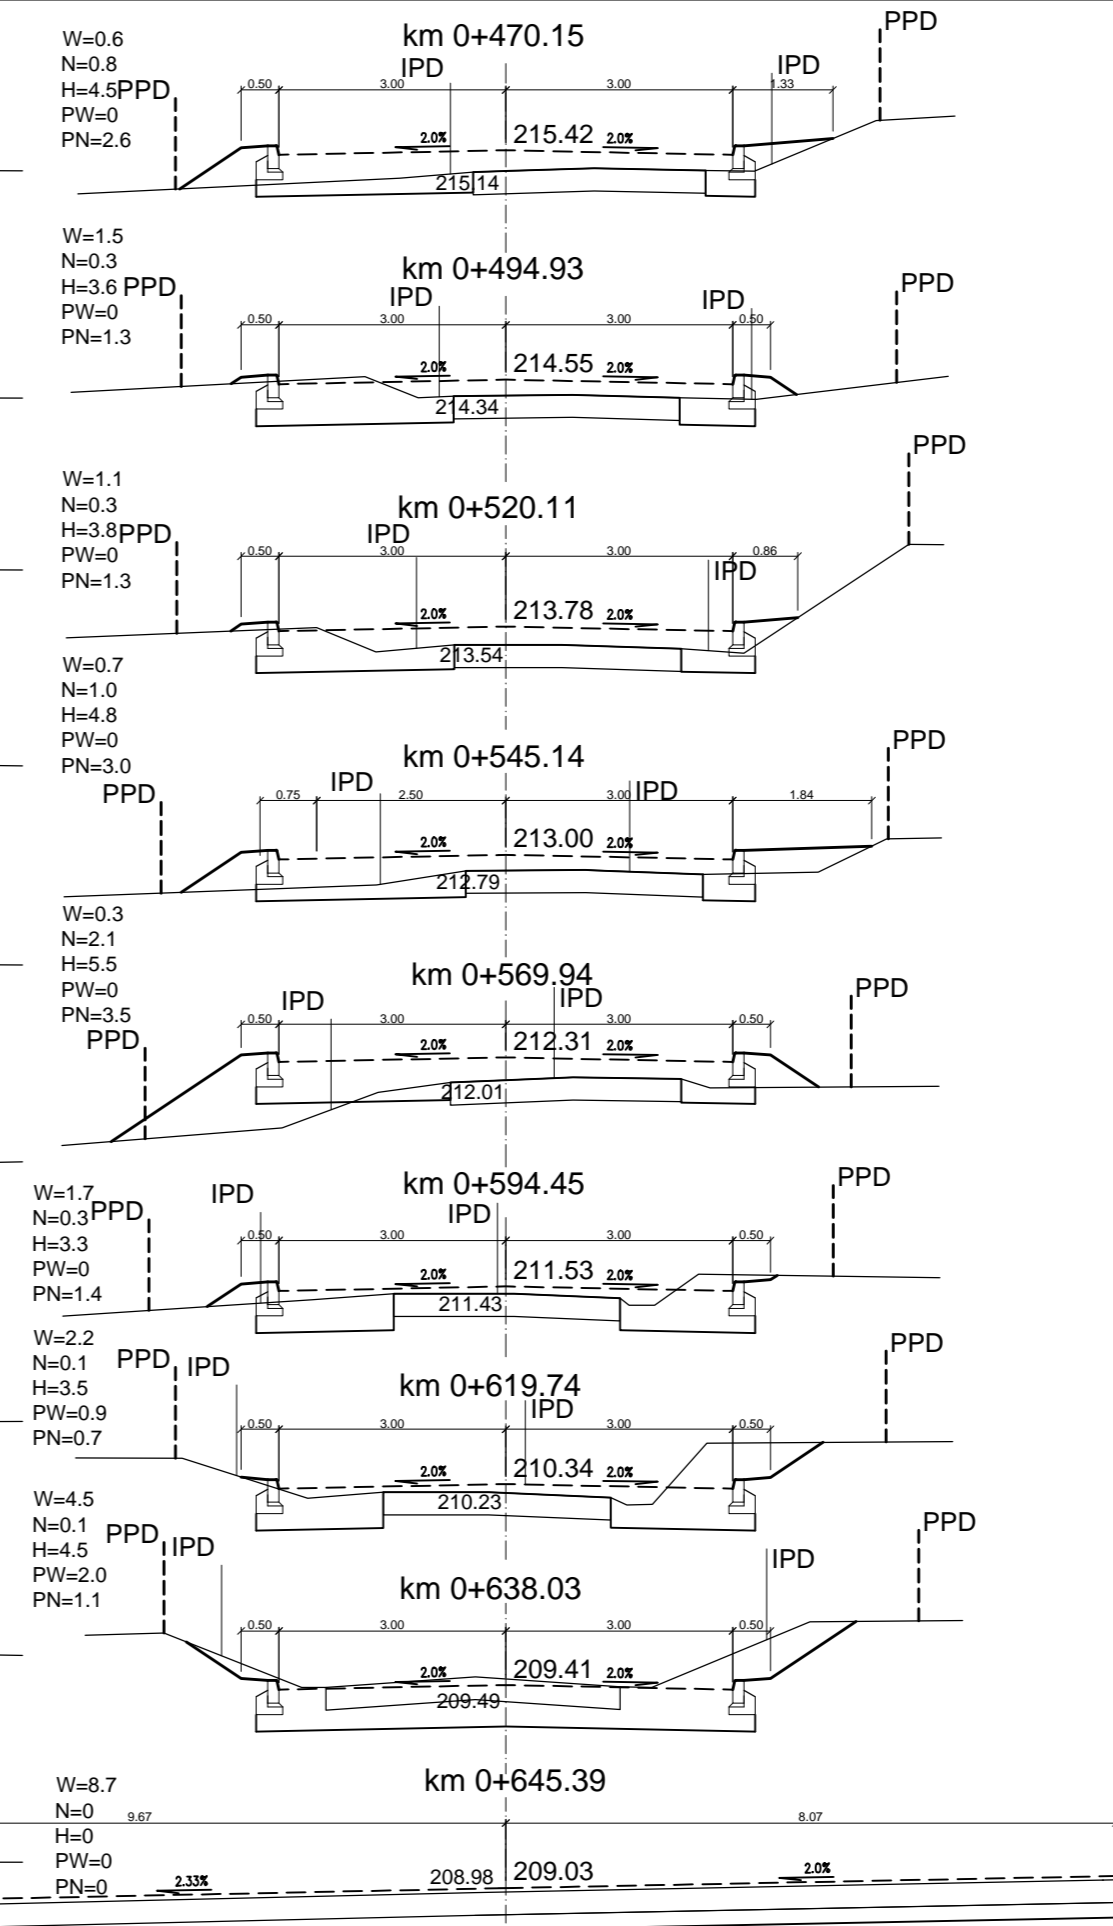 W=0.6
N=0.8
H=4.5
PW=0
PN=2.6
km 0+470.15
PPD
IPD
IPD
PPD
0.50
3.00
3.00
1.33
2.0%
215.42
2.0%
215.14
W=1.5
N=0.3
H=3.6
PW=0
PN=1.3
km 0+494.93
PPD
IPD
IPD
PPD
0.50
3.00
3.00
0.50
2.0%
214.55
2.0%
214.34
W=1.1
N=0.3
H=3.8
PW=0
PN=1.3
km 0+520.11
PPD
IPD
IPD
PPD
0.50
3.00
3.00
0.86
2.0%
213.78
2.0%
213.54
W=0.7
N=1.0
H=4.8
PW=0
PN=3.0
km 0+545.14
PPD
IPD
IPD
PPD
0.75
2.50
3.00
1.84
2.0%
213.00
2.0%
212.79
W=0.3
N=2.1
H=5.5
PW=0
PN=3.5
km 0+569.94
PPD
IPD
IPD
PPD
0.50
3.00
3.00
0.50
2.0%
212.31
2.0%
212.01
W=1.7
N=0.3
H=3.3
PW=0
PN=1.4
km 0+594.45
PPD
IPD
IPD
PPD
0.50
3.00
3.00
0.50
2.0%
211.53
2.0%
211.43
W=2.2
N=0.1
H=3.5
PW=0.9
PN=0.7
km 0+619.74
PPD
IPD
IPD
PPD
0.50
3.00
3.00
0.50
2.0%
210.34
2.0%
210.23
W=4.5
N=0.1
H=4.5
PW=2.0
PN=1.1
km 0+638.03
PPD
IPD
IPD
PPD
0.50
3.00
3.00
0.50
2.0%
209.41
2.0%
209.49
W=8.7
N=0
H=0
PW=0
PN=0
km 0+645.39
9.67
8.07
2.33%
208.98
209.03
2.0%